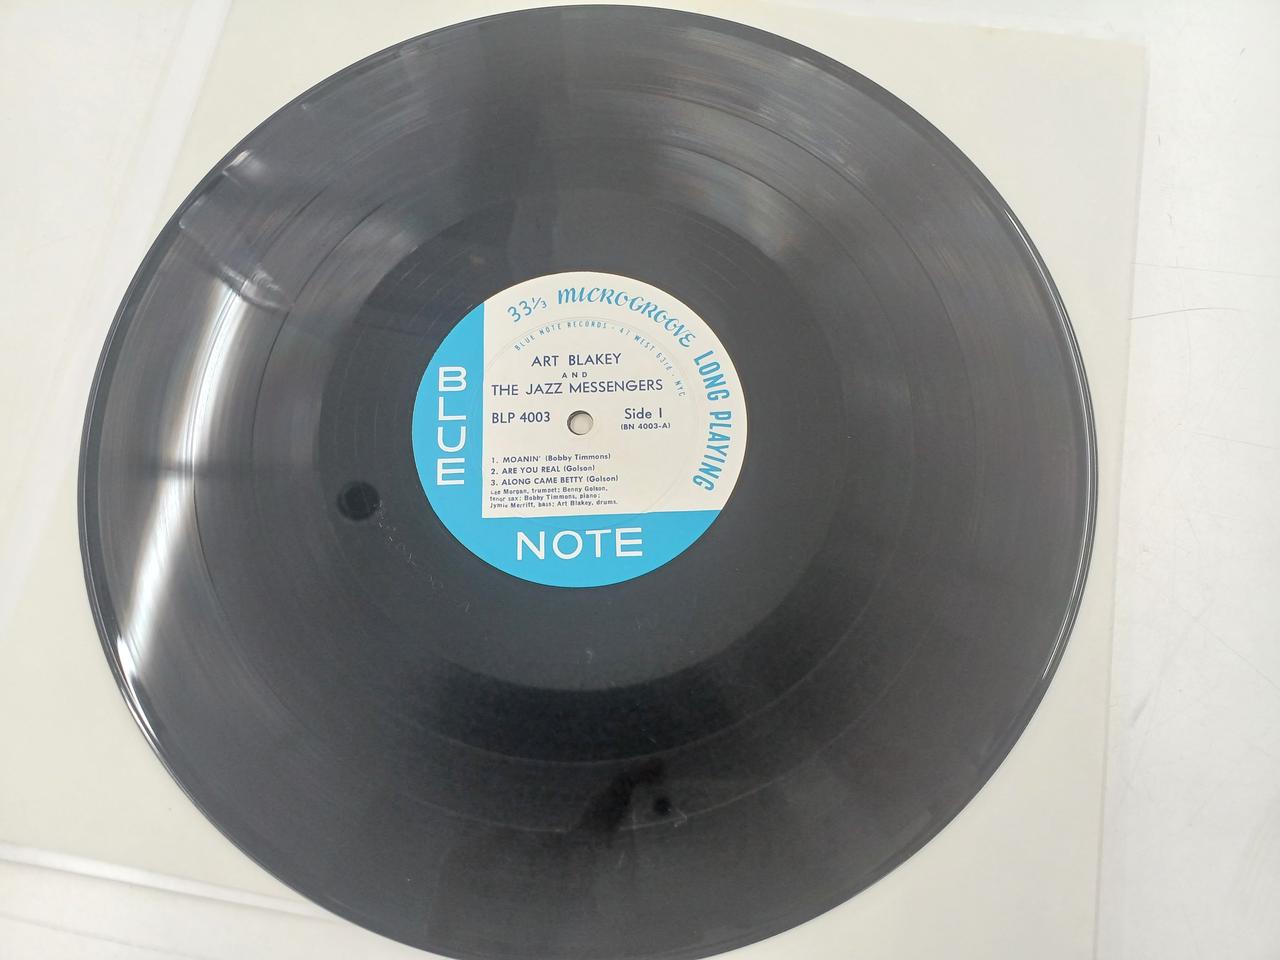 33⅓ MICROGROOVE LONG PLAYING
BLUE NOTE RECORDS · 47 WEST 63rd · NYC
ART BLAKEY
AND
THE JAZZ MESSENGERS
BLP 4003
Side 1
(BN 4003-A)
1. MOANIN' (Bobby Timmons)
2. ARE YOU REAL (Golson)
3. ALONG CAME BETTY (Golson)
Lee Morgan, trumpet; Benny Golson,
tenor sax; Bobby Timmons, piano;
Jymie Merritt, bass; Art Blakey, drums.
BLUE
NOTE